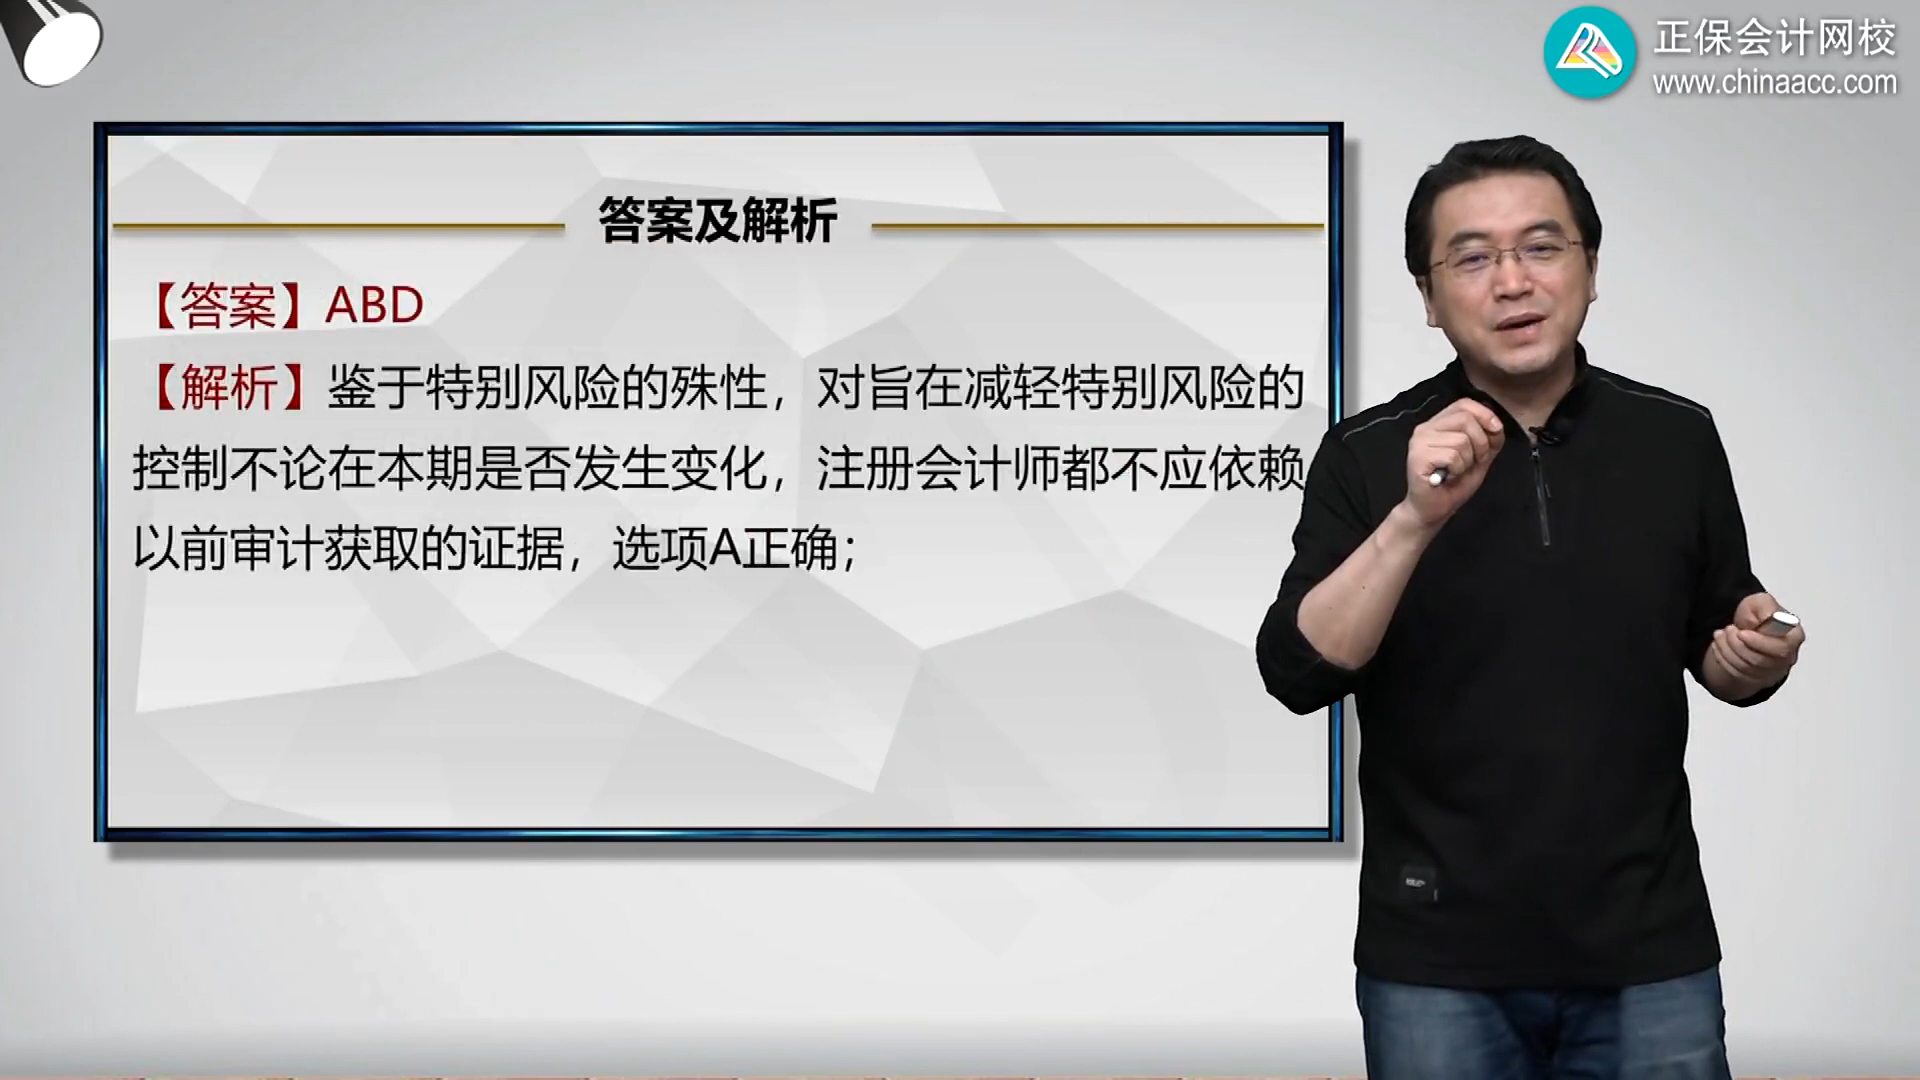 正保会计网校
www.chinaacc.com
答案及解析
【答案】ABD
【解析】鉴于特别风险的殊性，对旨在减轻特别风险的
控制不论在本期是否发生变化，注册会计师都不应依赖
以前审计获取的证据，选项A正确；